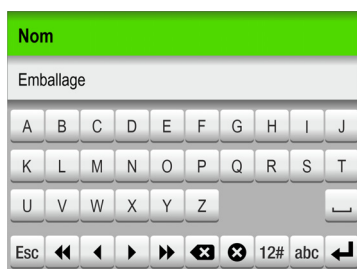 Nom
Emballage
A B C D E F G H I J
K L M N O P Q R S T
U V W X Y Z
Esc 12# abc